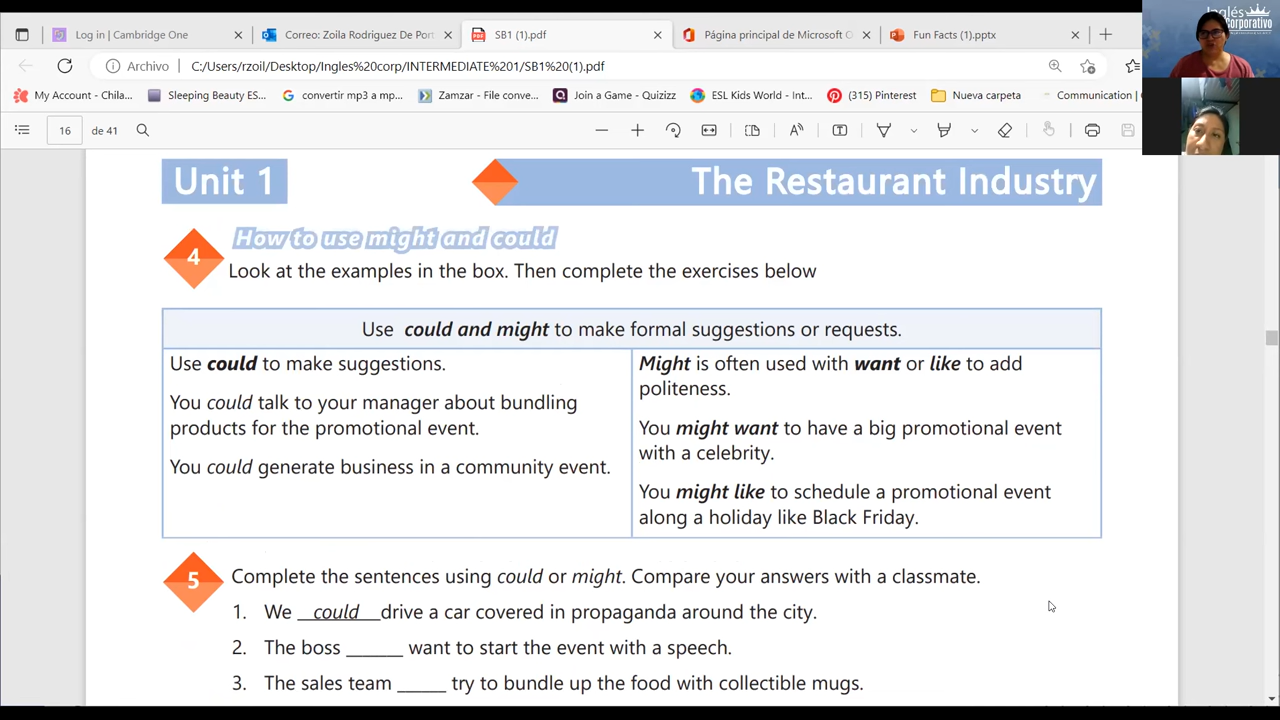 Log in | Cambridge One
Correo: Zoila Rodriguez De Port
SB1 (1).pdf
Página principal de Microsoft O
Fun Facts (1).pptx
Inglés
Corporativo
Archivo
C:/Users/rzoil/Desktop/Ingles%20corp/INTERMEDIATE%201/SB1%20(1).pdf
My Account - Chila...
Sleeping Beauty ES...
convertir mp3 a mp...
Zamzar - File conve...
Join a Game - Quizizz
ESL Kids World - Int...
(315) Pinterest
Nueva carpeta
Communication (
16
de 41
Unit 1
The Restaurant Industry
4
How to use might and could
Look at the examples in the box. Then complete the exercises below
Use could and might to make formal suggestions or requests.
Use could to make suggestions.
You could talk to your manager about bundling
products for the promotional event.
You could generate business in a community event.
Might is often used with want or like to add
politeness.
You might want to have a big promotional event
with a celebrity.
You might like to schedule a promotional event
along a holiday like Black Friday.
5
Complete the sentences using could or might. Compare your answers with a classmate.
1. We __could__drive a car covered in propaganda around the city.
2. The boss ______ want to start the event with a speech.
3. The sales team _____ try to bundle up the food with collectible mugs.